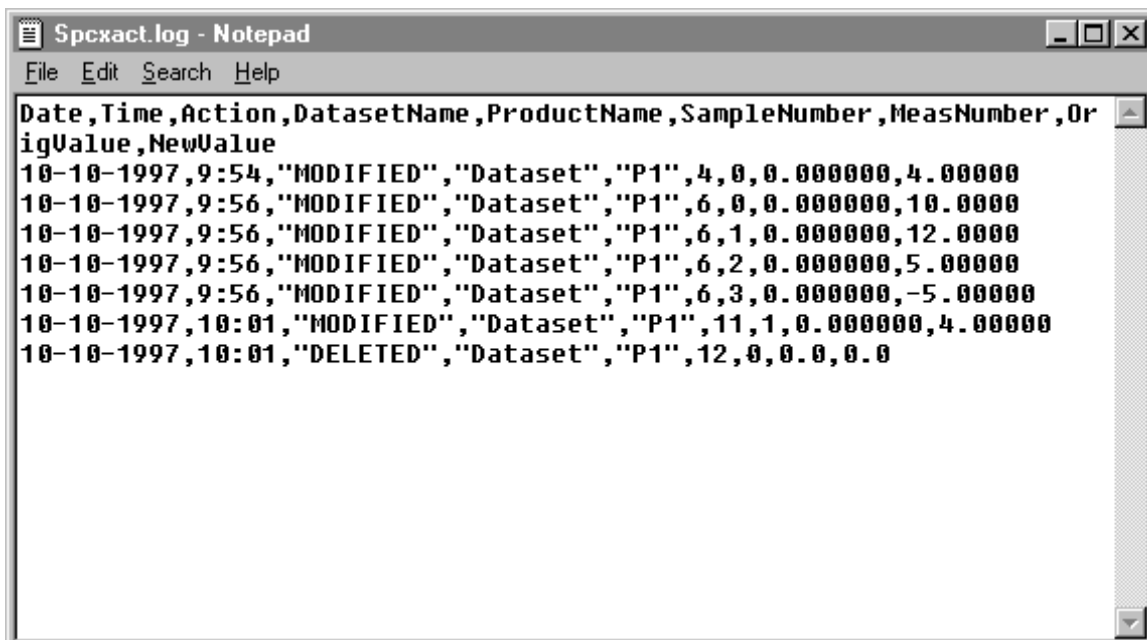 Spcxact.log - Notepad
File Edit Search Help
Date,Time,Action,DatasetName,ProductName,SampleNumber,MeasNumber,Or
igValue,NewValue
10-10-1997,9:54,"MODIFIED","Dataset","P1",4,0,0.000000,4.00000
10-10-1997,9:56,"MODIFIED","Dataset","P1",6,0,0.000000,10.0000
10-10-1997,9:56,"MODIFIED","Dataset","P1",6,1,0.000000,12.0000
10-10-1997,9:56,"MODIFIED","Dataset","P1",6,2,0.000000,5.00000
10-10-1997,9:56,"MODIFIED","Dataset","P1",6,3,0.000000,-5.00000
10-10-1997,10:01,"MODIFIED","Dataset","P1",11,1,0.000000,4.00000
10-10-1997,10:01,"DELETED","Dataset","P1",12,0,0.0,0.0